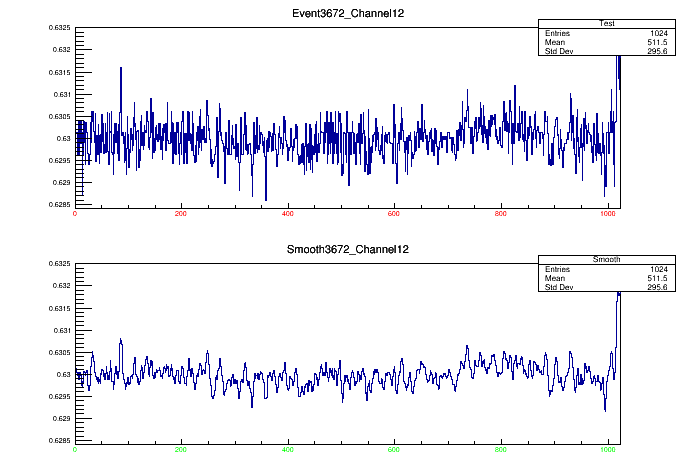 Event3672_Channel12
Test
Entries 1024
Mean 511.5
Std Dev 295.6
0.6325
0.632
0.6315
0.631
0.6305
0.63
0.6295
0.629
0.6285
0 200 400 600 800 1000
Smooth3672_Channel12
Smooth
Entries 1024
Mean 511.5
Std Dev 295.6
0.6325
0.632
0.6315
0.631
0.6305
0.63
0.6295
0.629
0.6285
0 200 400 600 800 1000